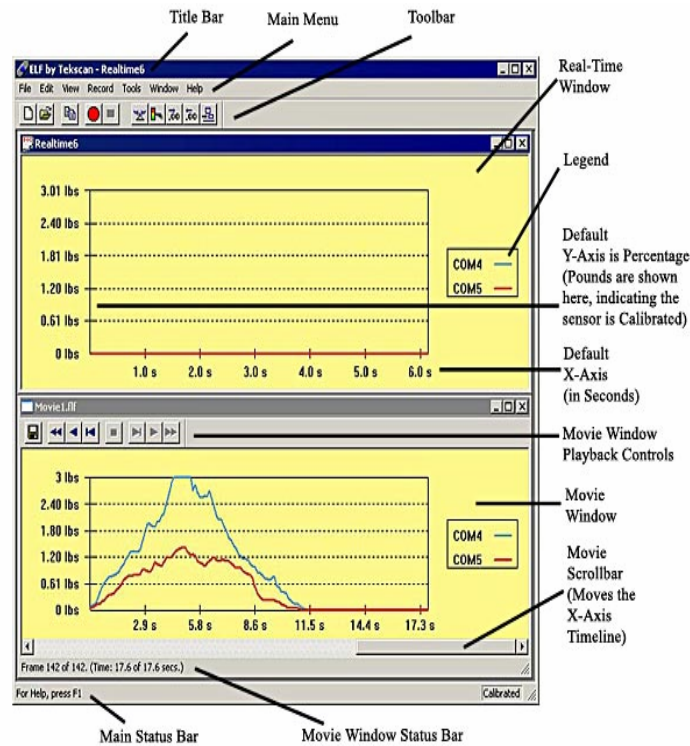 Title Bar
Main Menu
Toolbar
ELF by Tekscan - Realtime6
File Edit View Record Tools Window Help
Real-Time
Window
Realtime6
3.01 lbs
2.40 lbs
1.81 lbs
1.20 lbs
0.61 lbs
0 lbs
1.0 s 2.0 s 3.0 s 4.0 s 5.0 s 6.0 s
COM4
COM5
Legend
Default
Y-Axis is Percentage
(Pounds are shown
here, indicating the
sensor is Calibrated)
Default
X-Axis
(in Seconds)
Movie1.flf
Movie Window
Playback Controls
3 lbs
2.40 lbs
1.80 lbs
1.20 lbs
0.61 lbs
0 lbs
2.9 s 5.8 s 8.6 s 11.5 s 14.4 s 17.3 s
COM4
COM5
Movie
Window
Movie
Scrollbar
(Moves the
X-Axis
Timeline)
Frame 142 of 142. (Time: 17.6 of 17.6 secs.)
For Help, press F1
Calibrated
Main Status Bar
Movie Window Status Bar